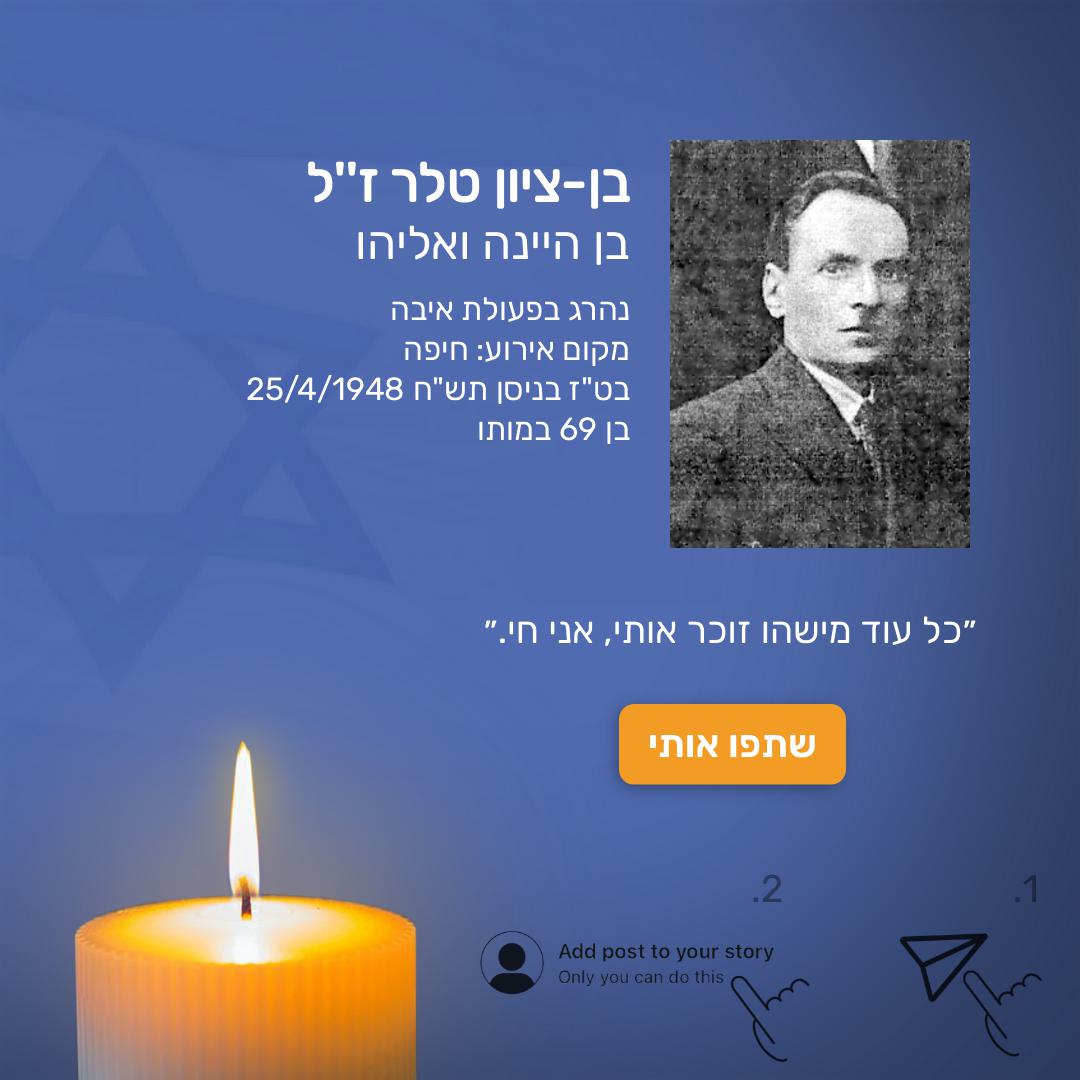 בן-ציון טלר ז"ל
בן היינה ואליהו
נהרג בפעולת איבה
מקום אירוע: חיפה
בט"ז בניסן תש"ח 25/4/1948
בן 69 במותו
״כל עוד מישהו זוכר אותי, אני חי.״
שתפו אותי
1.
2.
Add post to your story
Only you can do this